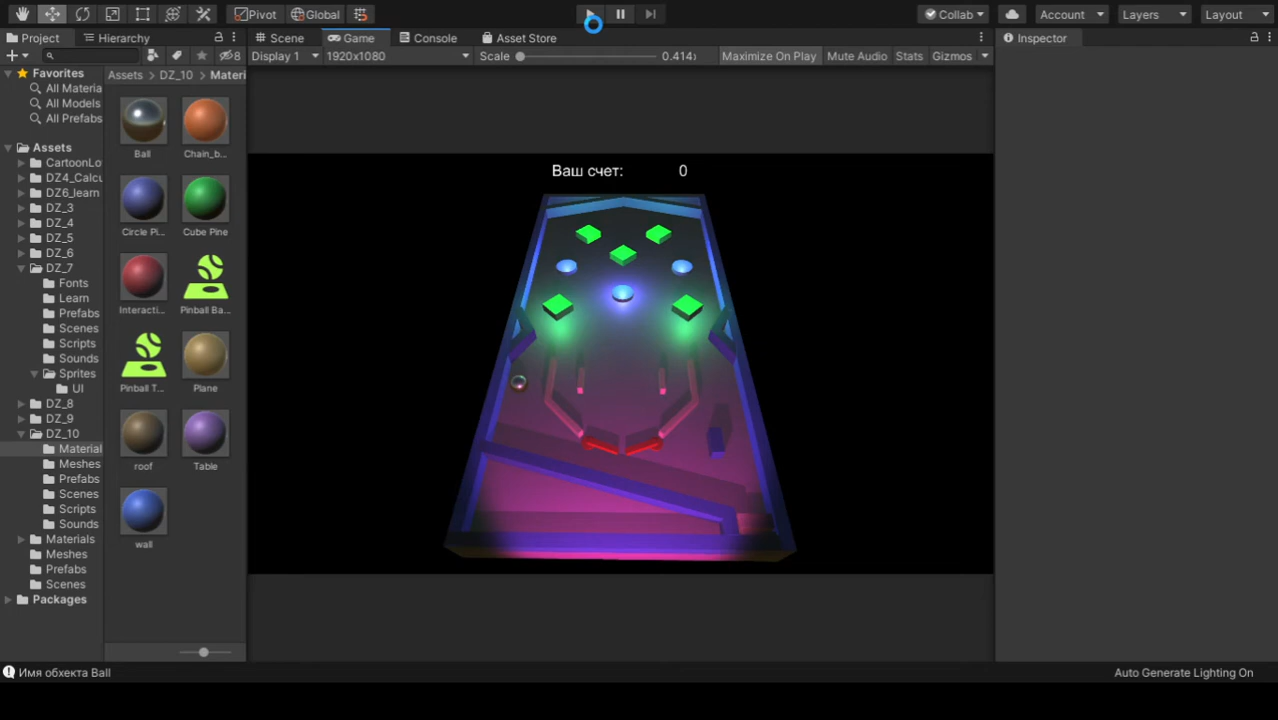 Pivot Global Collab Account Layers Layout
Project Hierarchy Scene Game Console Asset Store Inspector
8 Display 1 1920x1080 Scale 0.414 Maximize On Play Mute Audio Stats Gizmos
Favorites
All Materia
All Models
All Prefabs
Assets
CartoonLo
DZ4_Calcu
DZ6_learn
DZ_3
DZ_4
DZ_5
DZ_6
DZ_7
Fonts
Learn
Prefabs
Scenes
Scripts
Sounds
Sprites
UI
DZ_8
DZ_9
DZ_10
Material
Meshes
Prefabs
Scenes
Scripts
Sounds
Materials
Meshes
Prefabs
Scenes
Packages
Assets DZ_10 Materi
Ball Chain_b...
Circle Pi... Cube Pine
Interacti... Pinball Ba...
Pinball T... Plane
roof Table
wall
Ваш счет: 0
Имя обхекта Ball Auto Generate Lighting On